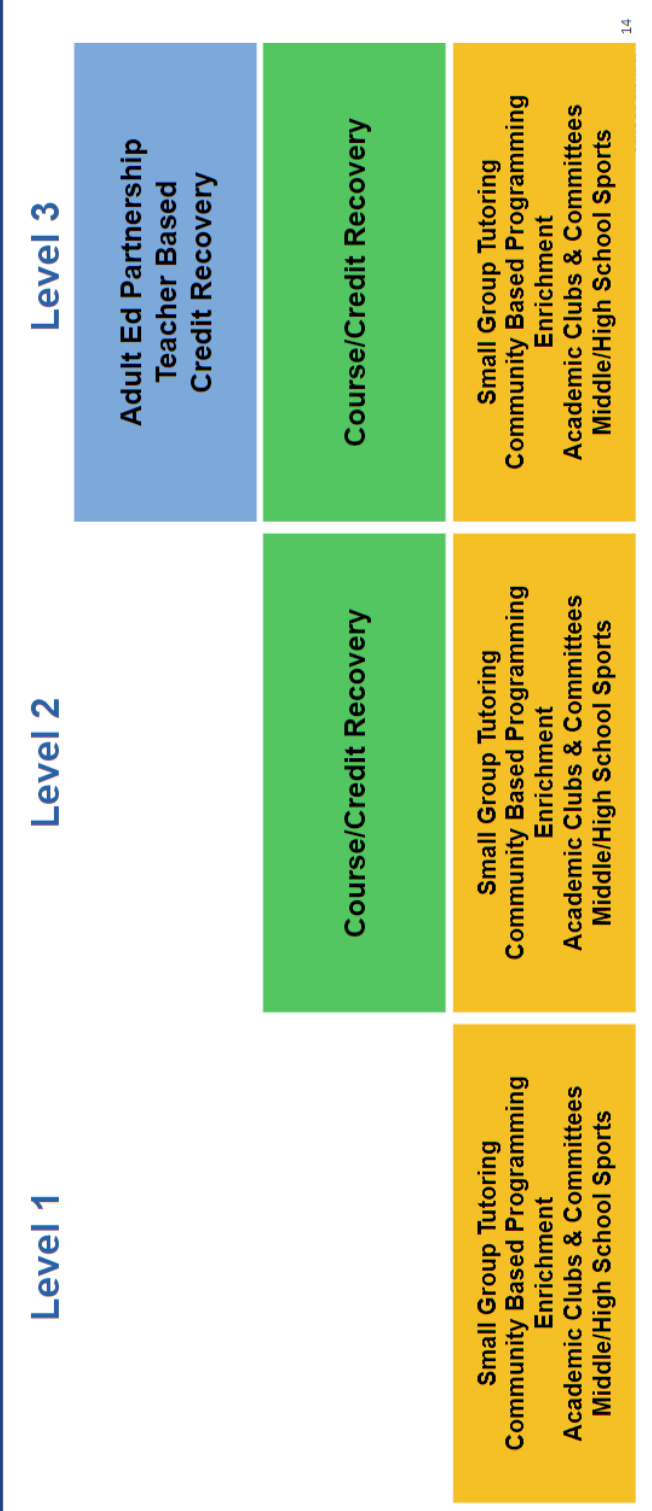 Level 1
Level 2
Level 3
Adult Ed Partnership
Teacher Based
Credit Recovery
Course/Credit Recovery
Course/Credit Recovery
Small Group Tutoring
Community Based Programming
Enrichment
Academic Clubs & Committees
Middle/High School Sports
Small Group Tutoring
Community Based Programming
Enrichment
Academic Clubs & Committees
Middle/High School Sports
Small Group Tutoring
Community Based Programming
Enrichment
Academic Clubs & Committees
Middle/High School Sports
14